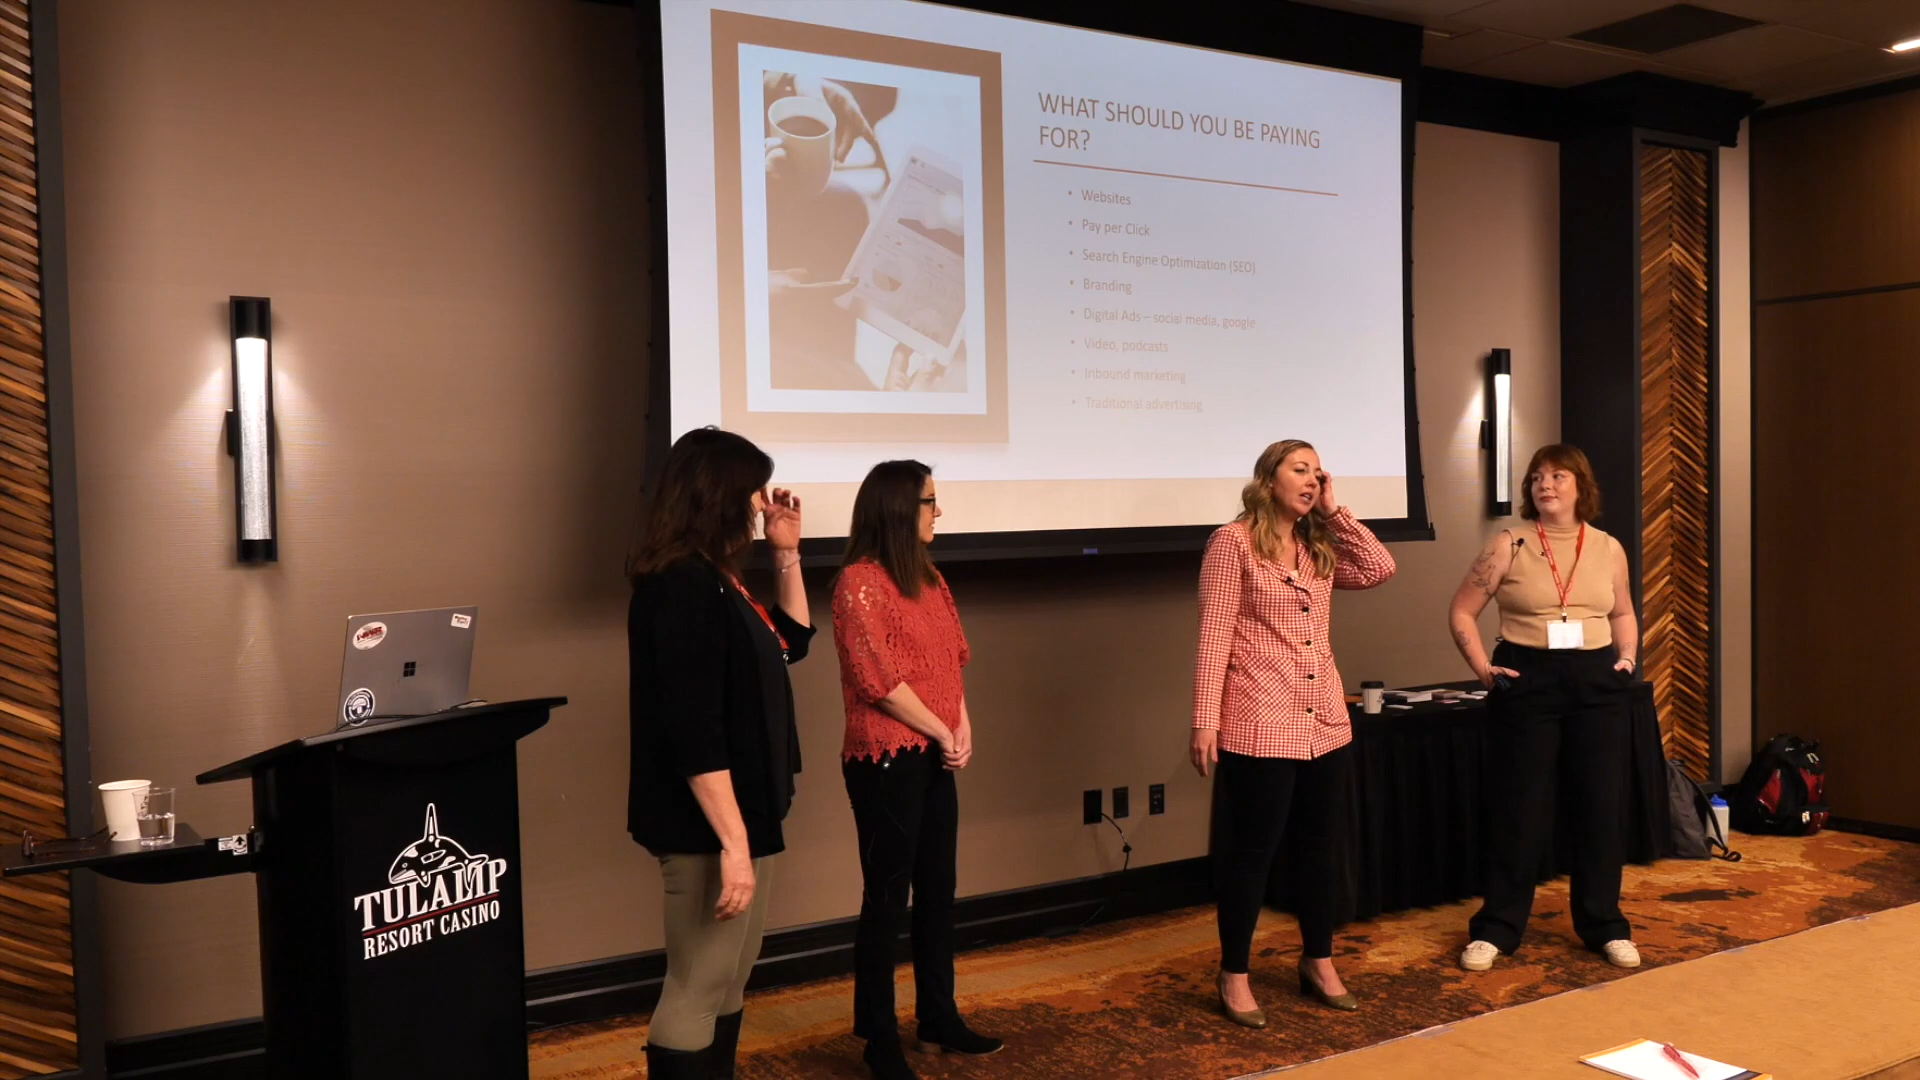 WHAT SHOULD YOU BE PAYING
FOR?
• Websites
• Pay per Click
• Search Engine Optimization (SEO)
• Branding
• Digital Ads – social media, google
• Video, podcasts
• Inbound marketing
• Traditional advertising
TULALIP
RESORT CASINO